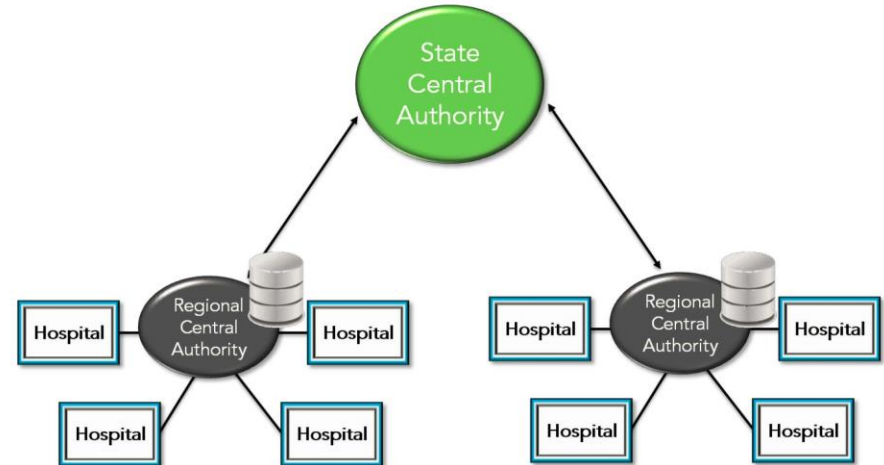 State
Central
Authority
Regional
Central
Authority
Hospital
Hospital
Hospital
Hospital
Regional
Central
Authority
Hospital
Hospital
Hospital
Hospital